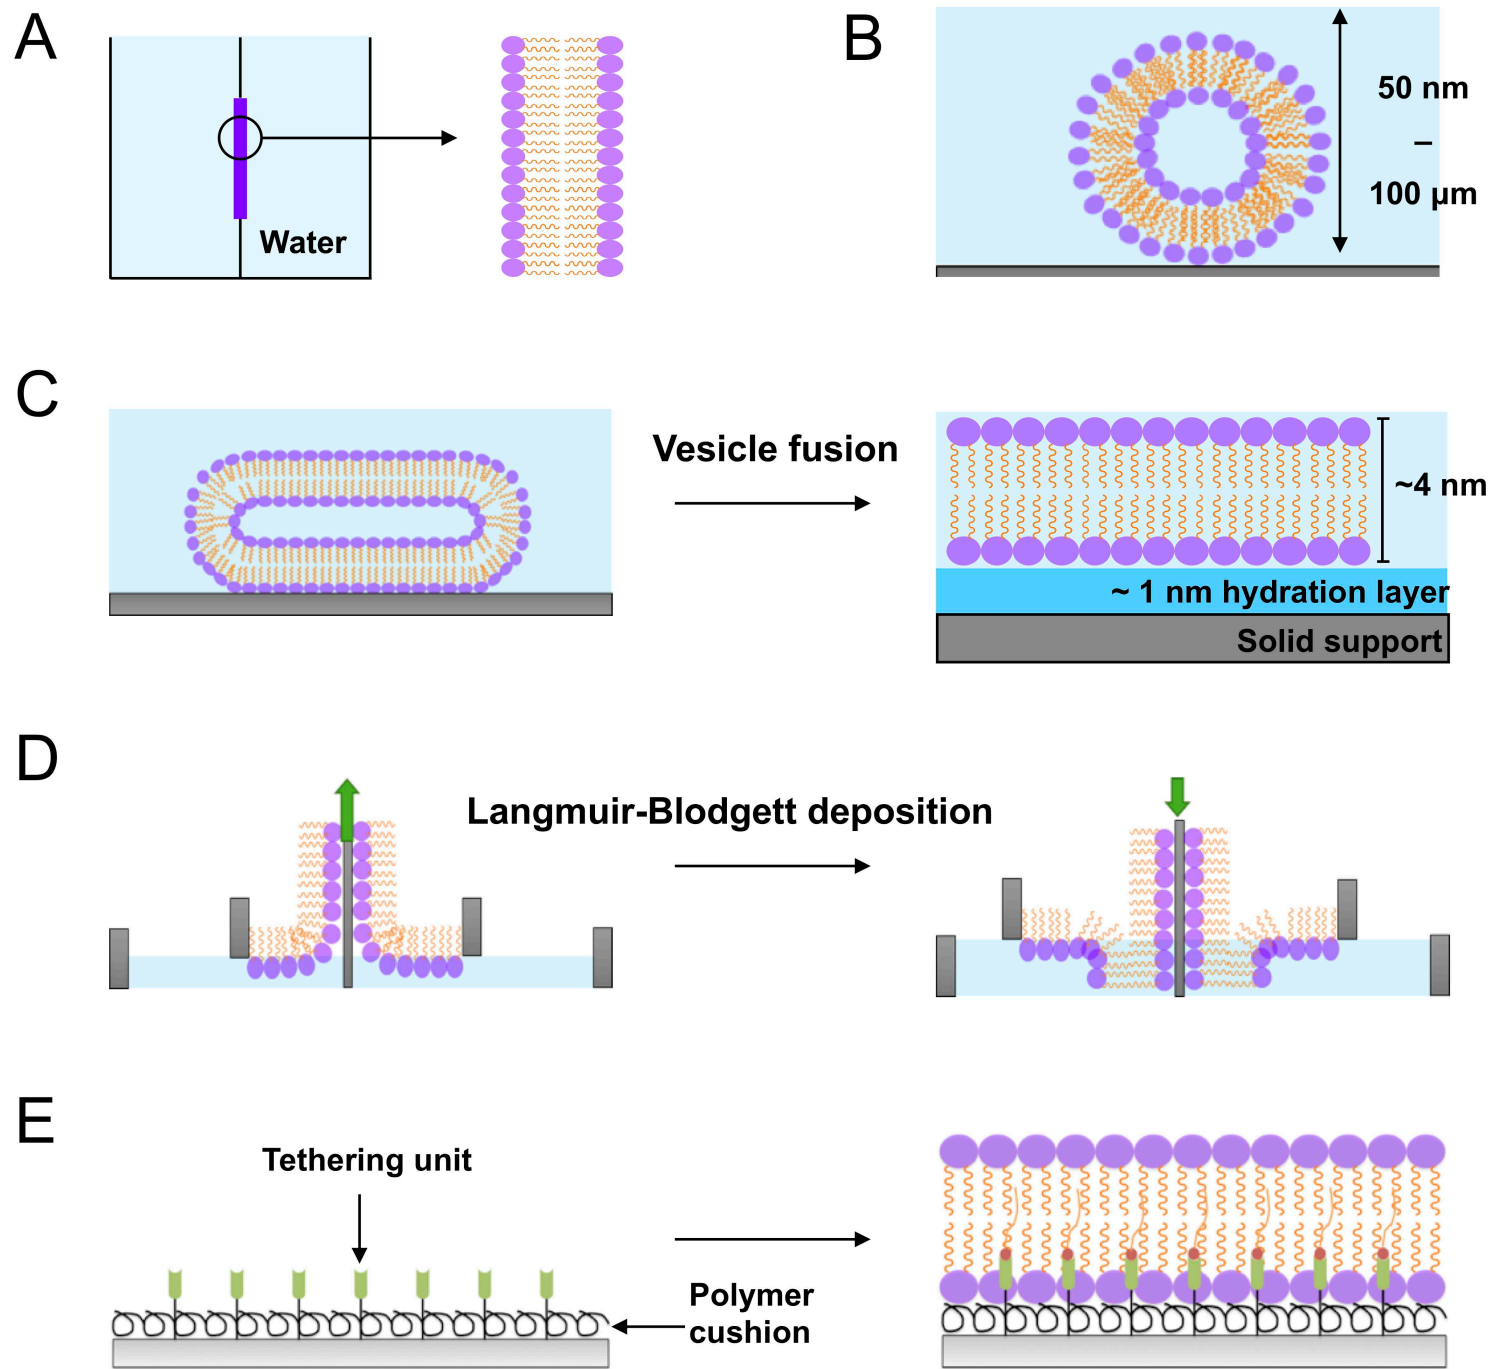 A
Water
B
50 nm
–
100 µm
C
Vesicle fusion
~4 nm
~ 1 nm hydration layer
Solid support
D
Langmuir-Blodgett deposition
E
Tethering unit
Polymer
cushion